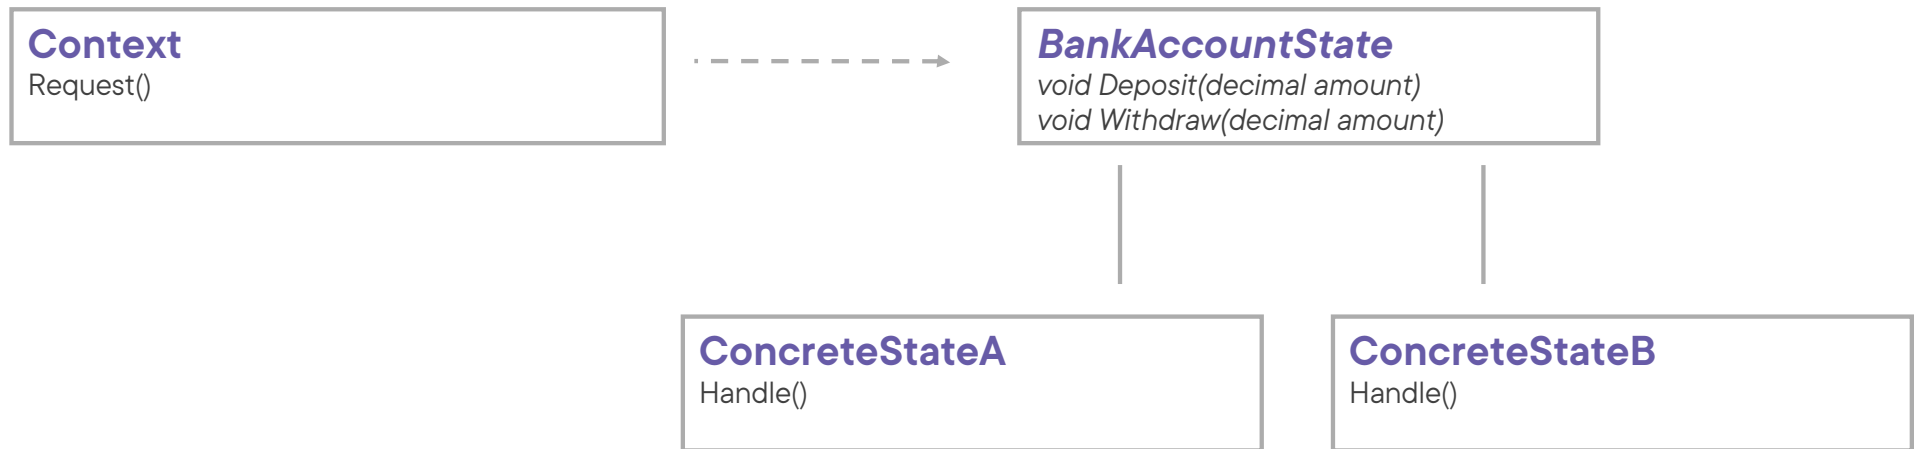 Context
Request()
BankAccountState
void Deposit(decimal amount)
void Withdraw(decimal amount)
ConcreteStateA
Handle()
ConcreteStateB
Handle()